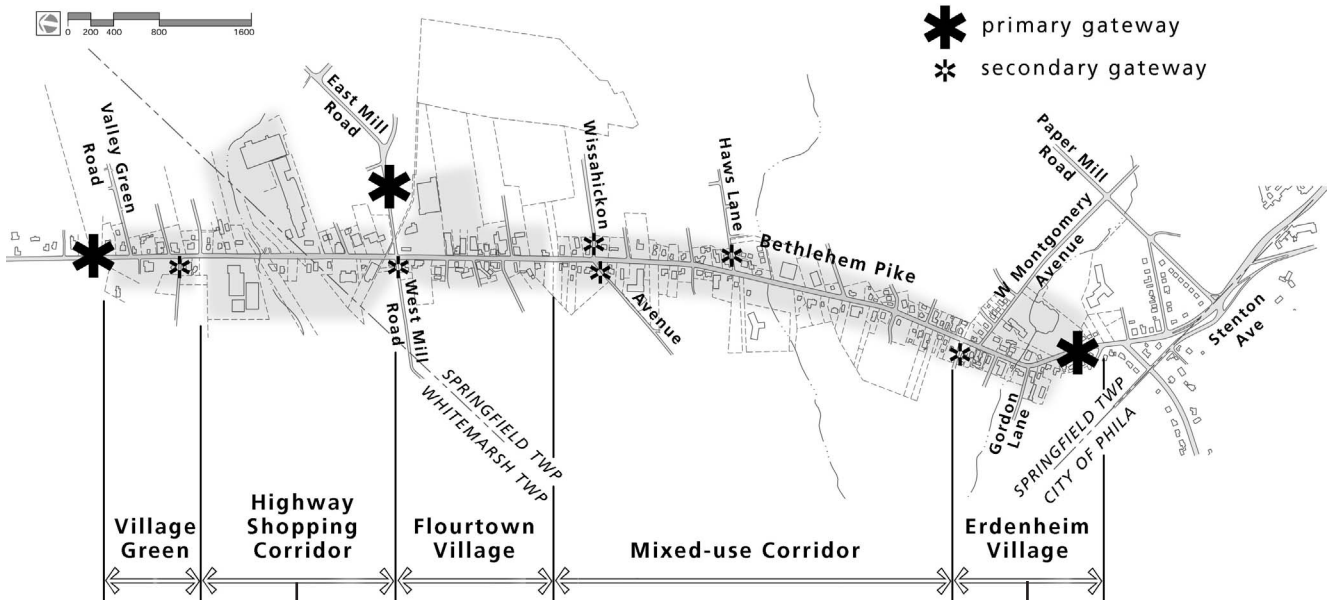 0 200 400 800 1600
primary gateway
secondary gateway
Valley Green
Road
East Mill
Road
Wissahickon
Avenue
Haws Lane
Bethlehem Pike
Paper Mill
Road
W Montgomery
Avenue
Stenton
Ave
West Mill
Road
Gordon
Lane
SPRINGFIELD TWP
WHITEMARSH TWP
SPRINGFIELD TWP
CITY OF PHILA
Village
Green
Highway
Shopping
Corridor
Flourtown
Village
Mixed-use Corridor
Erdenheim
Village